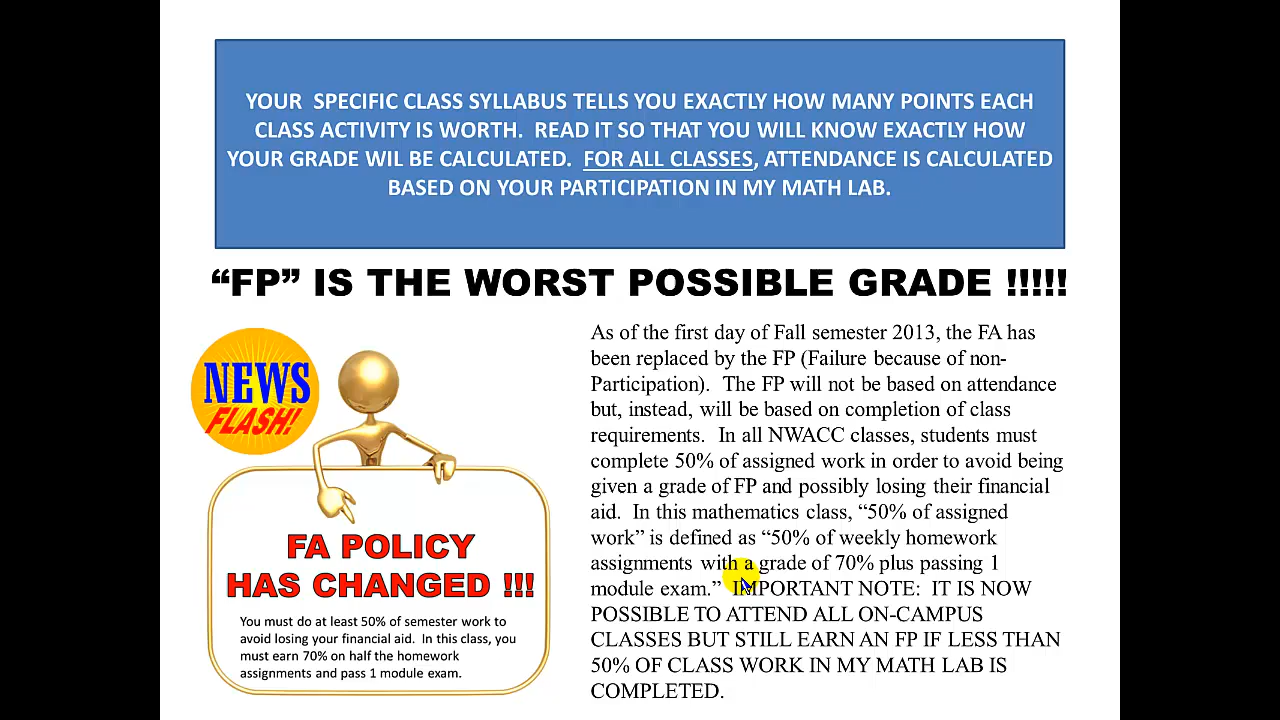 YOUR SPECIFIC CLASS SYLLABUS TELLS YOU EXACTLY HOW MANY POINTS EACH
CLASS ACTIVITY IS WORTH. READ IT SO THAT YOU WILL KNOW EXACTLY HOW
YOUR GRADE WIL BE CALCULATED. FOR ALL CLASSES, ATTENDANCE IS CALCULATED
BASED ON YOUR PARTICIPATION IN MY MATH LAB.
“FP” IS THE WORST POSSIBLE GRADE !!!!!
NEWS
FLASH!
FA POLICY
HAS CHANGED !!!
You must do at least 50% of semester work to
avoid losing your financial aid. In this class, you
must earn 70% on half the homework
assignments and pass 1 module exam.
As of the first day of Fall semester 2013, the FA has
been replaced by the FP (Failure because of non-
Participation). The FP will not be based on attendance
but, instead, will be based on completion of class
requirements. In all NWACC classes, students must
complete 50% of assigned work in order to avoid being
given a grade of FP and possibly losing their financial
aid. In this mathematics class, “50% of assigned
work” is defined as “50% of weekly homework
assignments with a grade of 70% plus passing 1
module exam.” IMPORTANT NOTE: IT IS NOW
POSSIBLE TO ATTEND ALL ON-CAMPUS
CLASSES BUT STILL EARN AN FP IF LESS THAN
50% OF CLASS WORK IN MY MATH LAB IS
COMPLETED.